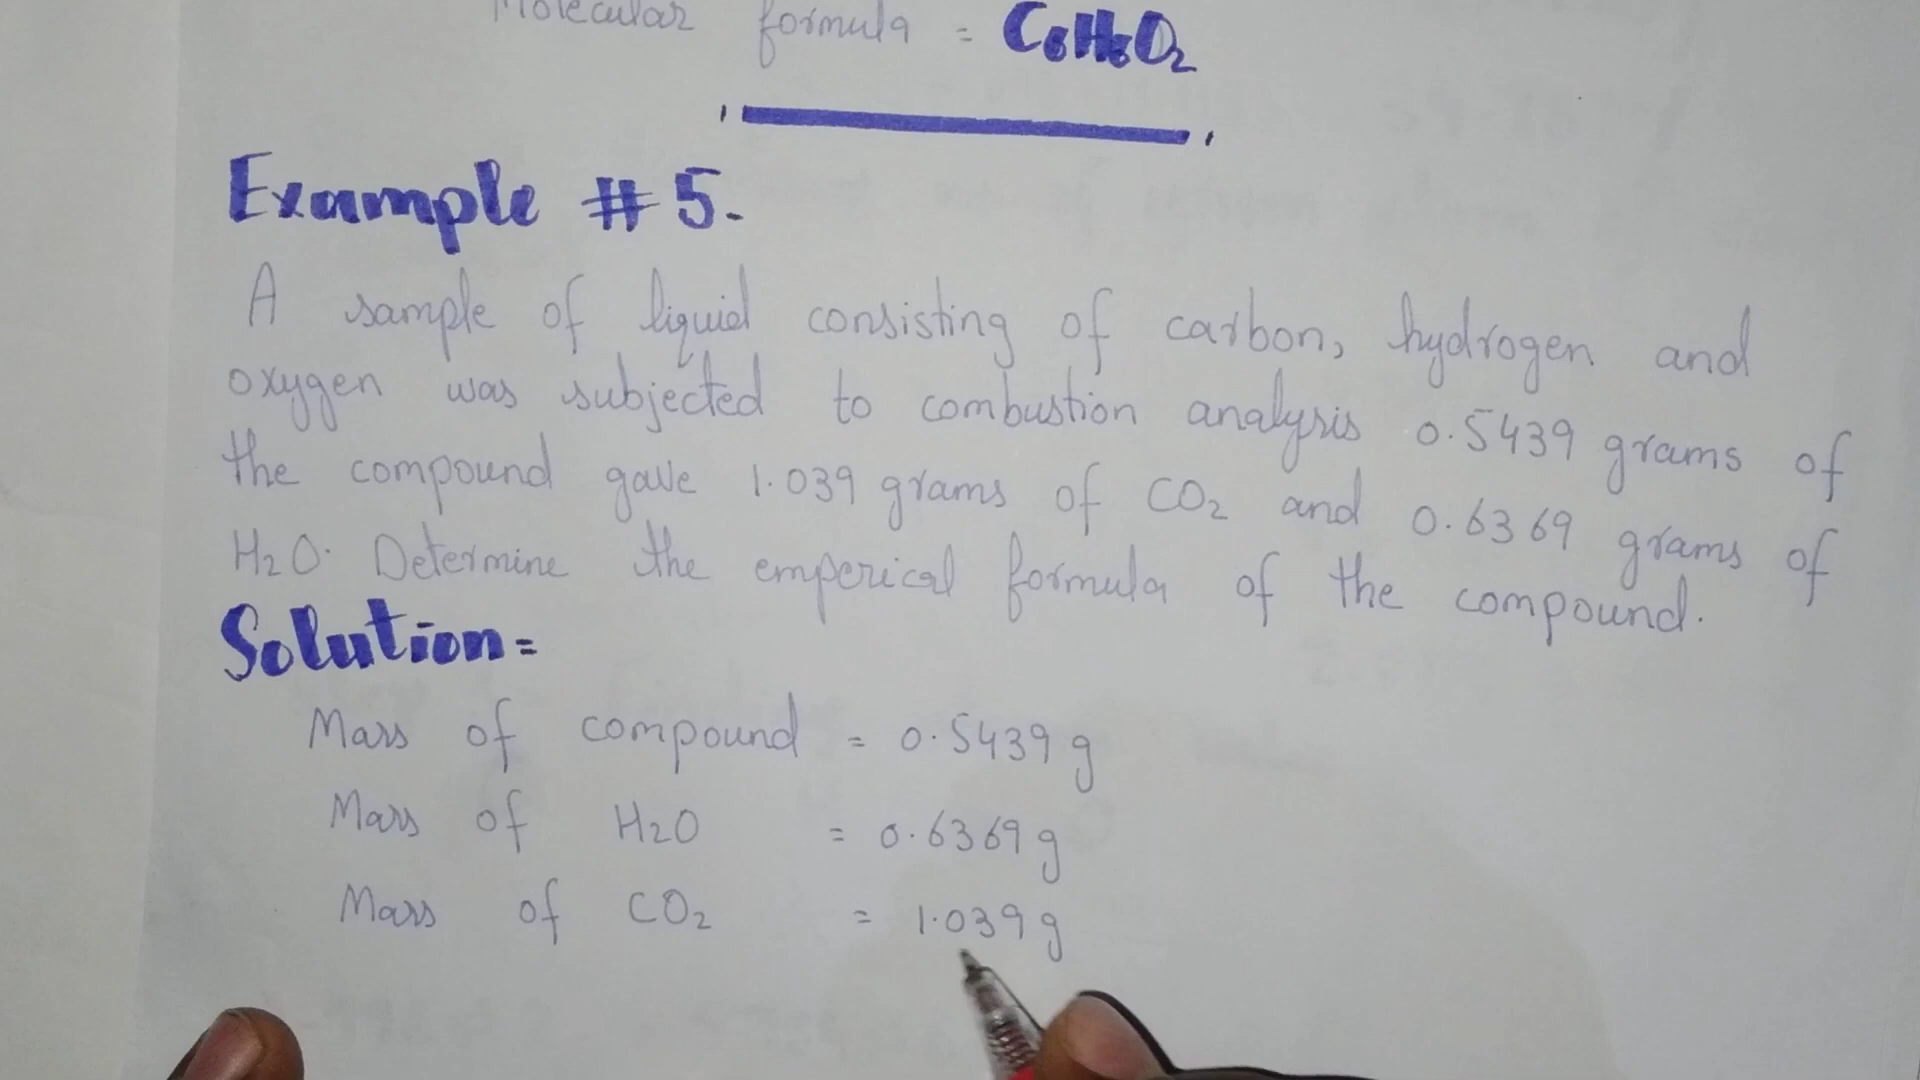 Molecular formula = C6H6O2
Example # 5.
A sample of liquid consisting of carbon, hydrogen and
oxygen was subjected to combustion analysis 0.5439 grams of
the compound gave 1.039 grams of CO2 and 0.6369 grams of
H2O. Determine the emperical formula of the compound.
Solution=
Mass of compound = 0.5439g
Mass of H2O = 0.6369g
Mass of CO2 = 1.039g